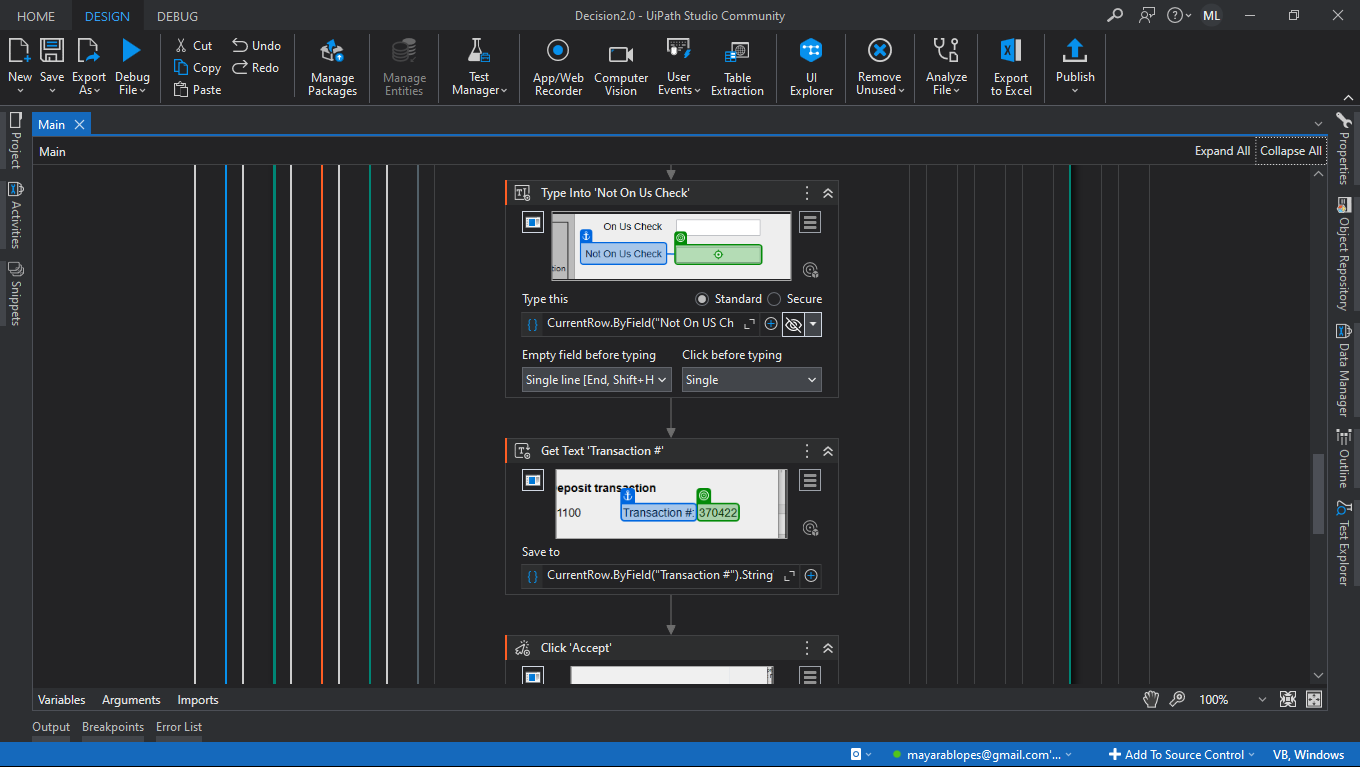 HOME DESIGN DEBUG Decision2.0 - UiPath Studio Community ML
New Save Export As Debug File Cut Copy Paste Undo Redo Manage Packages Manage Entities Test Manager App/Web Recorder Computer Vision User Events Table Extraction UI Explorer Remove Unused Analyze File Export to Excel Publish
Main
Main Expand All Collapse All
Project
Activities
Snippets
Type Into 'Not On Us Check'
On Us Check
Not On Us Check
tion
Type this Standard Secure
CurrentRow.ByField("Not On US Ch
Empty field before typing Click before typing
Single line [End, Shift+H Single
Get Text 'Transaction #'
eposit transaction
1100 Transaction #: 370422
Save to
CurrentRow.ByField("Transaction #").String
Click 'Accept'
Properties
Object Repository
Data Manager
Outline
Test Explorer
Variables Arguments Imports 100%
Output Breakpoints Error List
mayarablopes@gmail.com'... Add To Source Control VB, Windows